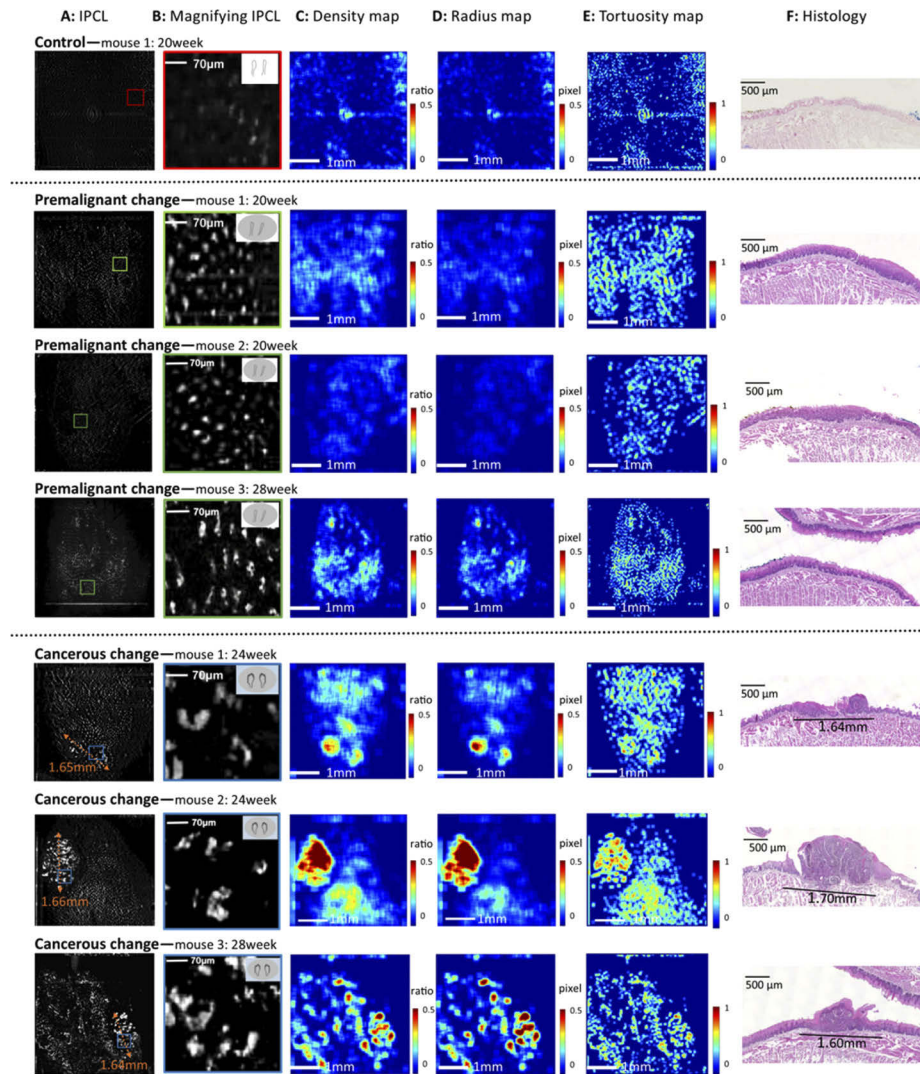 A: IPCL B: Magnifying IPCL C: Density map D: Radius map E: Tortuosity map F: Histology
Control—mouse 1: 20week
70μm ratio 0.5 0 1mm pixel 0.5 0 1mm 1 0 1mm 500 μm
Premalignant change—mouse 1: 20week
70μm ratio 0.5 0 1mm pixel 0.5 0 1mm 1 0 1mm 500 μm
Premalignant change—mouse 2: 20week
70μm ratio 0.5 0 1mm pixel 0.5 0 1mm 1 0 1mm 500 μm
Premalignant change—mouse 3: 28week
70μm ratio 0.5 0 1mm pixel 0.5 0 1mm 1 0 1mm 500 μm 500 μm
Cancerous change—mouse 1: 24week
1.65mm 70μm ratio 0.5 0 1mm pixel 0.5 0 1mm 1 0 1mm 500 μm 1.64mm
Cancerous change—mouse 2: 24week
1.66mm 70μm ratio 0.5 0 1mm pixel 0.5 0 1mm 1 0 1mm 500 μm 1.70mm
Cancerous change—mouse 3: 28week
1.64mm 70μm ratio 0.5 0 1mm pixel 0.5 0 1mm 1 0 1mm 500 μm 1.60mm